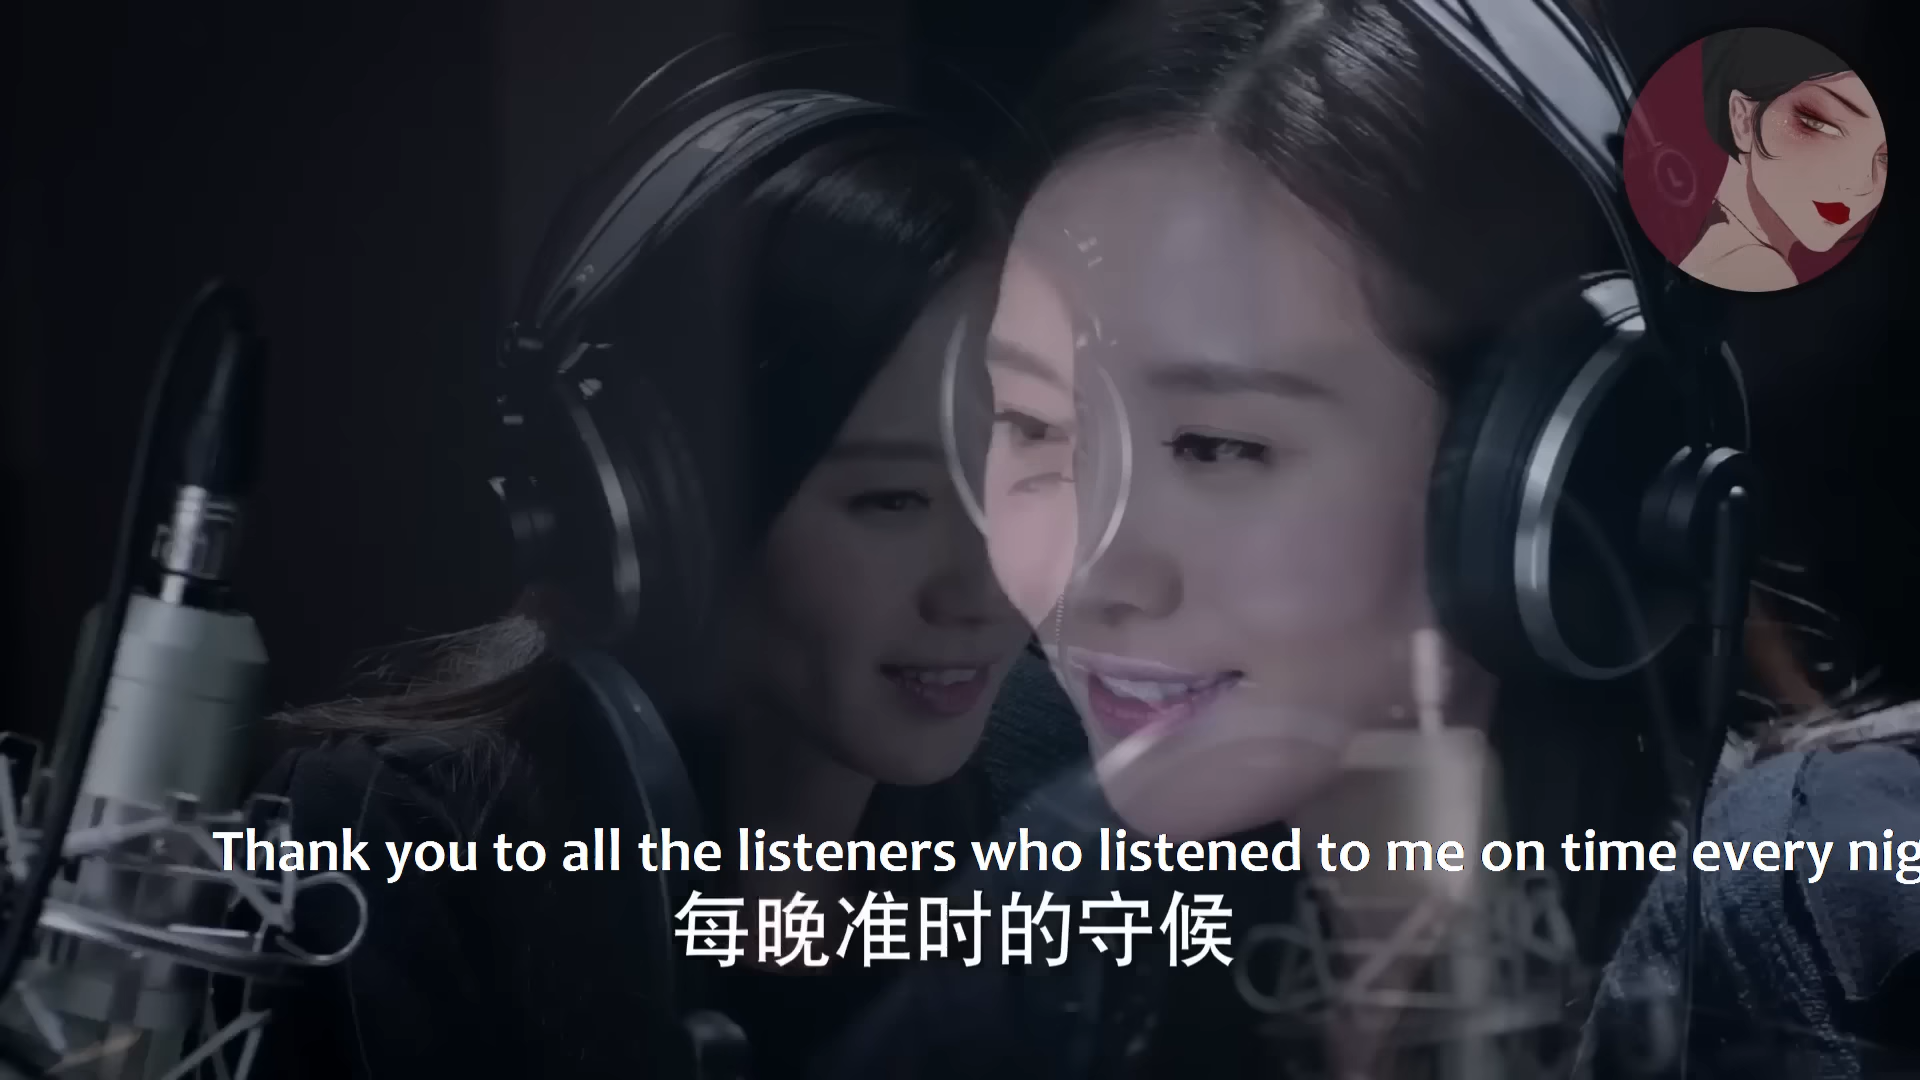 Thank you to all the listeners who listened to me on time every
每晚准时的守候